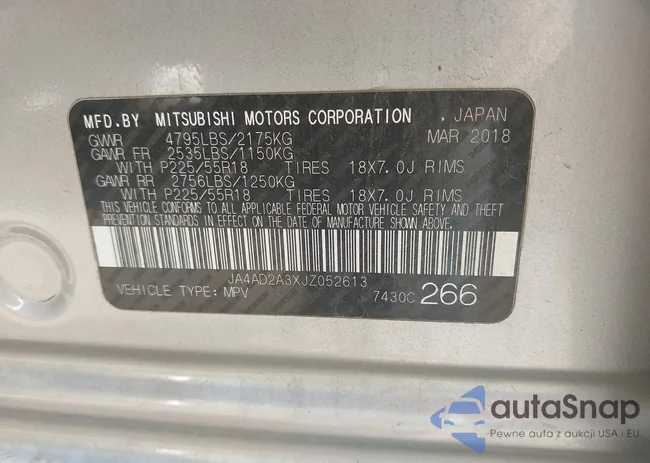 MFD.BY MITSUBISHI MOTORS CORPORATION , JAPAN
GVWR 4795LBS/2175KG MAR 2018
GAWR FR 2535LBS/1150KG
WITH P225/55R18 TIRES 18X7.0J RIMS
GAWR RR 2756LBS/1250KG
WITH P225/55R18 TIRES 18X7.0J RIMS
THIS VEHICLE CONFORMS TO ALL APPLICABLE FEDERAL MOTOR VEHICLE SAFETY AND THEFT
PREVENTION STANDARDS IN EFFECT ON THE DATE OF MANUFACTURE SHOWN ABOVE.
JA4AD2A3XJZ052613
VEHICLE TYPE:MPV 7430C 266
autaSnap
Pewne auta z aukcji USA i EU